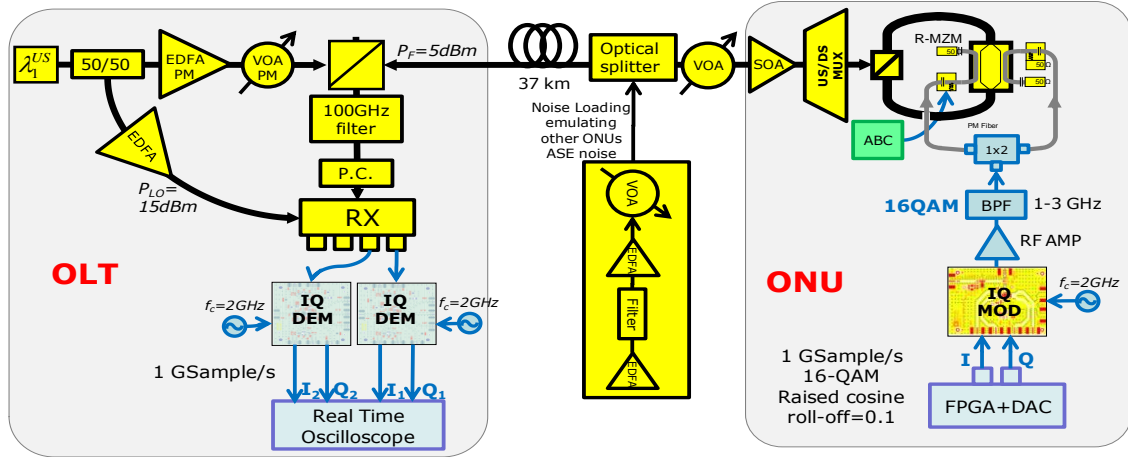 λ₁ᵁˢ
50/50
EDFA
PM
VOA
PM
P_F=5dBm
37 km
Optical
splitter
VOA
SOA
US/DS
MUX
R-MZM
50Ω
50Ω
50Ω
ABC
PM Fiber
1x2
16QAM
BPF
1-3 GHz
RF AMP
IQ
MOD
f_c=2GHz
ONU
I
Q
1 GSample/s
16-QAM
Raised cosine
roll-off=0.1
FPGA+DAC
Noise Loading
emulating
other ONUs
ASE noise
VOA
EDFA
Filter
EDFA
100GHz
filter
P.C.
EDFA
P_LO=
15dBm
RX
OLT
f_c=2GHz
IQ
DEM
IQ
DEM
f_c=2GHz
1 GSample/s
I₂
Q₂
I₁
Q₁
Real Time
Oscilloscope